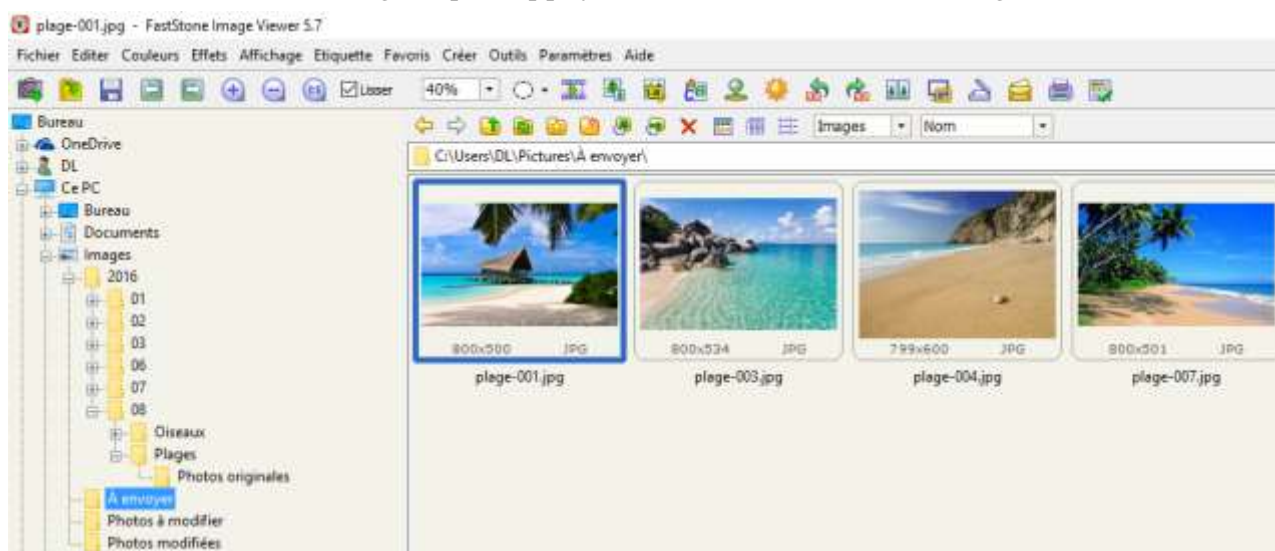 plage-001.jpg - FastStone Image Viewer 5.7
Fichier Editer Couleurs Effets Affichage Etiquette Favoris Créer Outils Paramètres Aide
Lisser 40%
Images Nom
C:\Users\DL\Pictures\À envoyer\
Bureau
OneDrive
DL
Ce PC
Bureau
Documents
Images
2016
01
02
03
06
07
08
Oiseaux
Plages
Photos originales
À envoyer
Photos à modifier
Photos modifiées
800x500 JPG
plage-001.jpg
800x534 JPG
plage-003.jpg
799x600 JPG
plage-004.jpg
800x501 JPG
plage-007.jpg